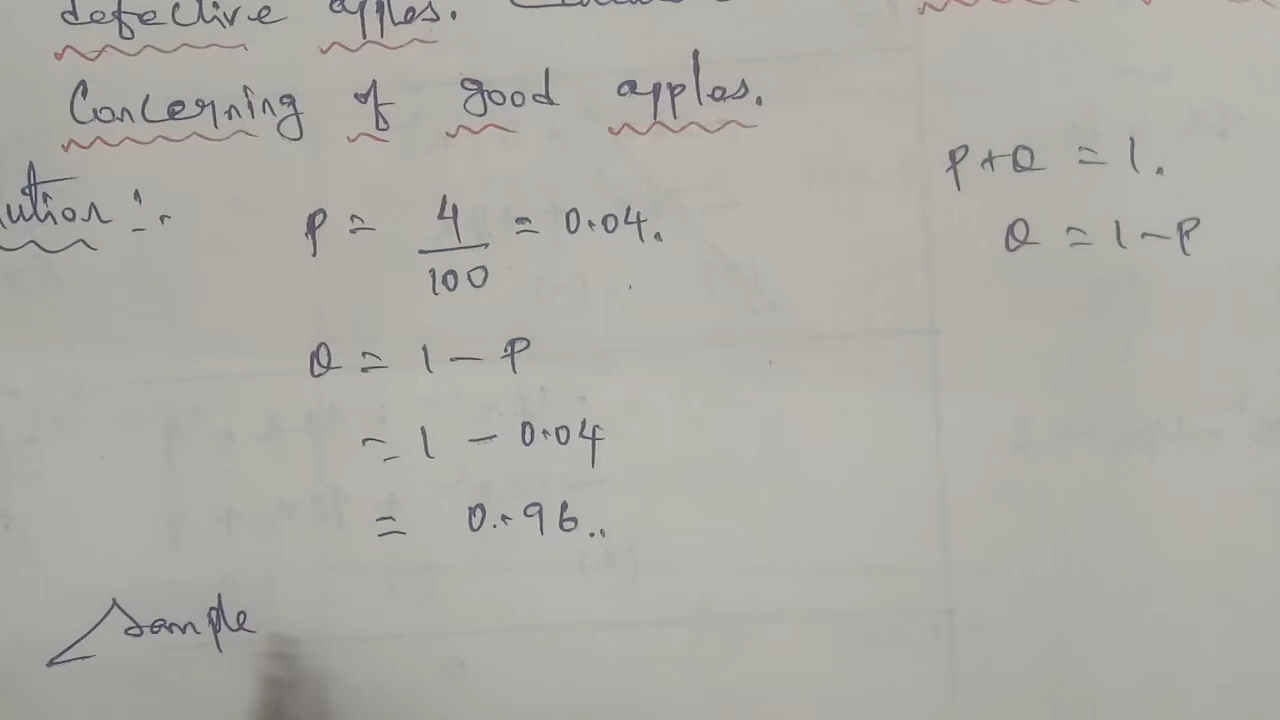 defective apples.
Concerning of good apples.
P + Q = 1.
Q = 1 - P
ution :-
P = 4/100 = 0.04.
Q = 1 - P
= 1 - 0.04
= 0.96..
Sample